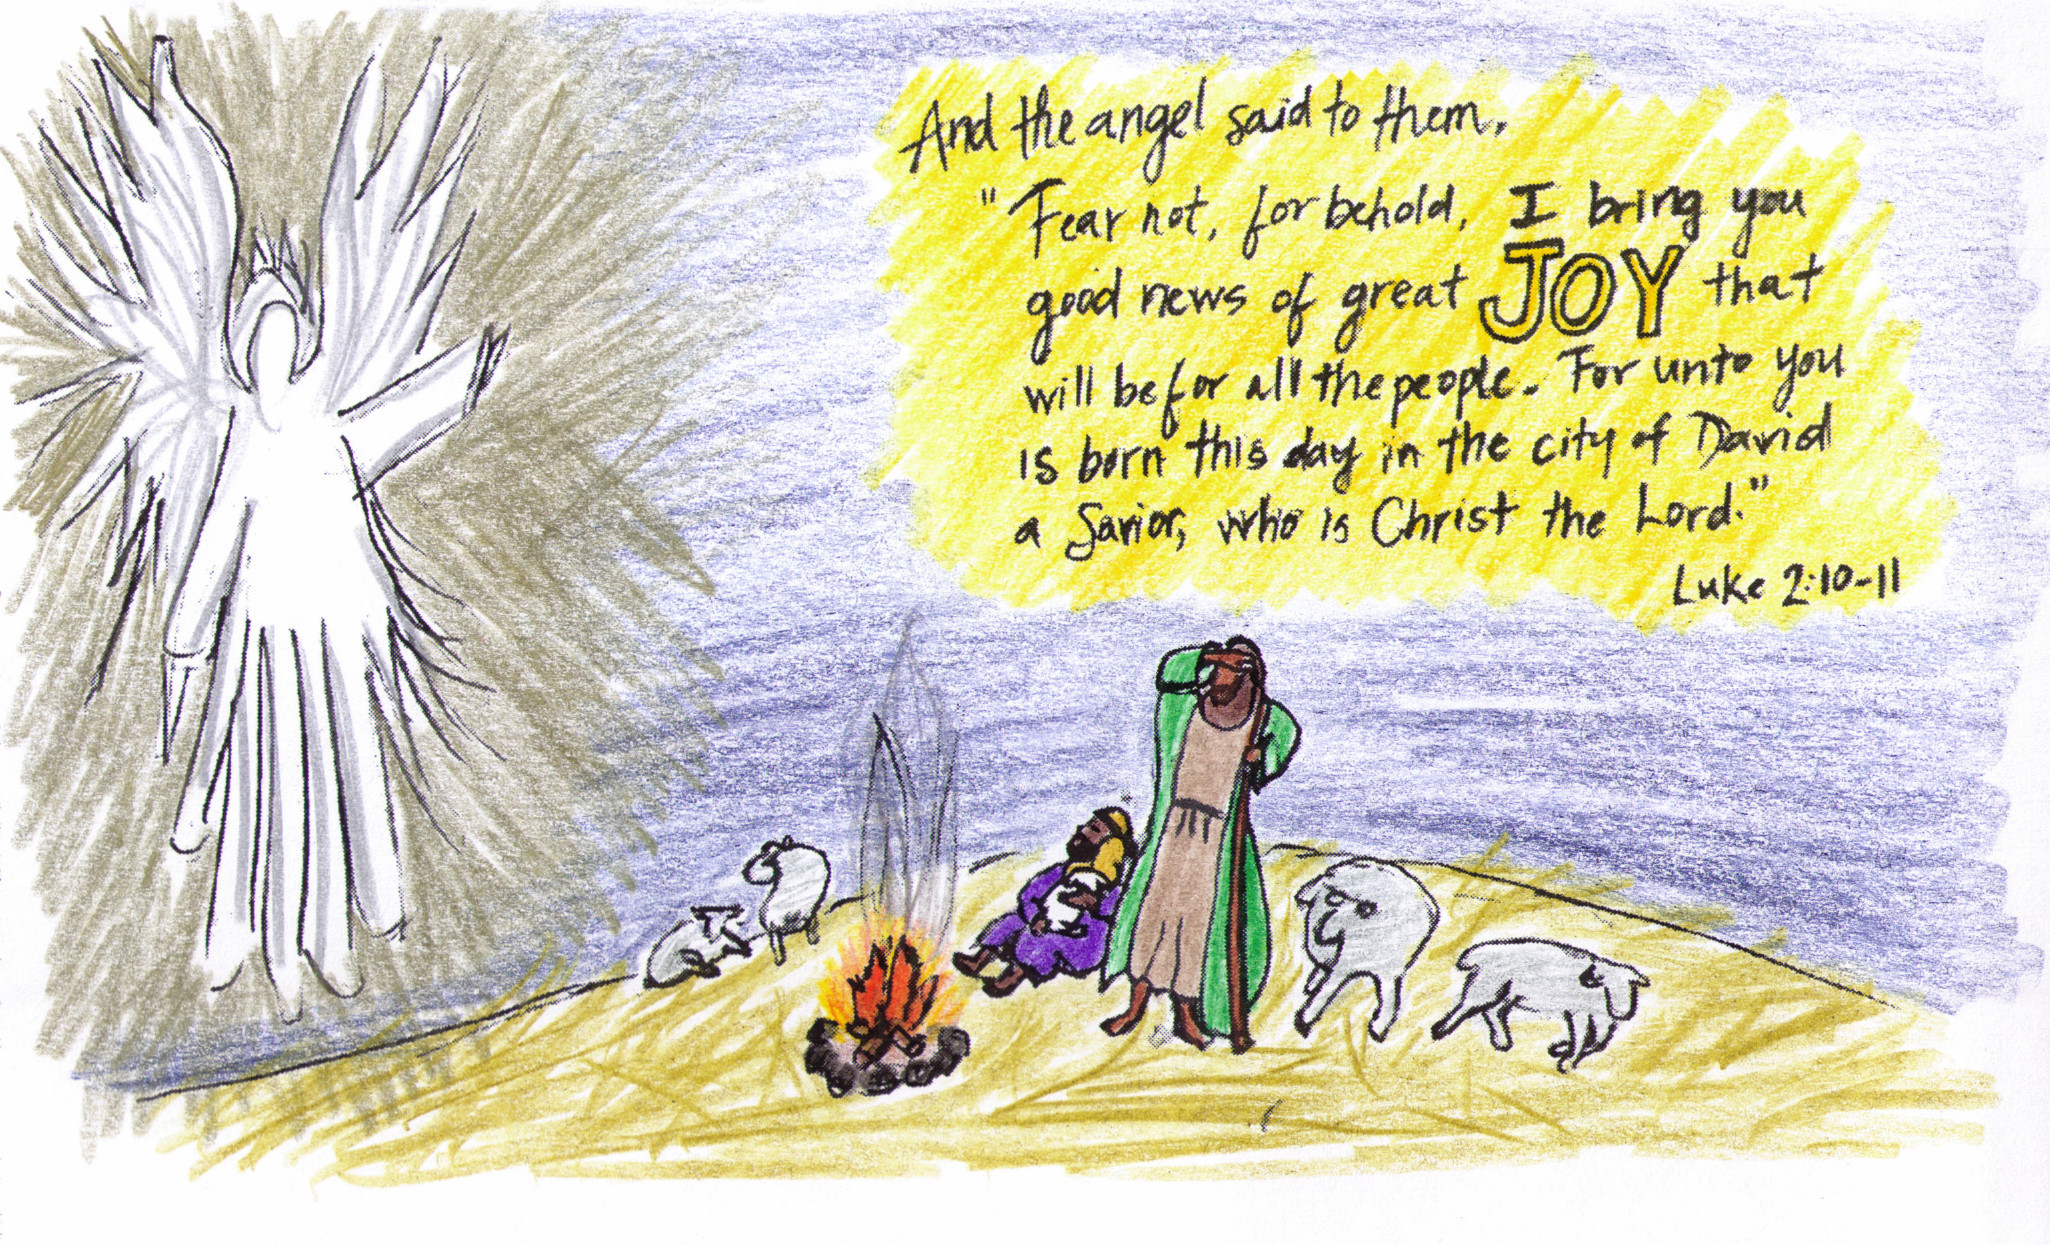 And the angel said to them,
"Fear not, for behold, I bring you
good news of great JOY that
will be for all the people. For unto you
is born this day in the city of David
a Savior, who is Christ the Lord."
Luke 2:10-11